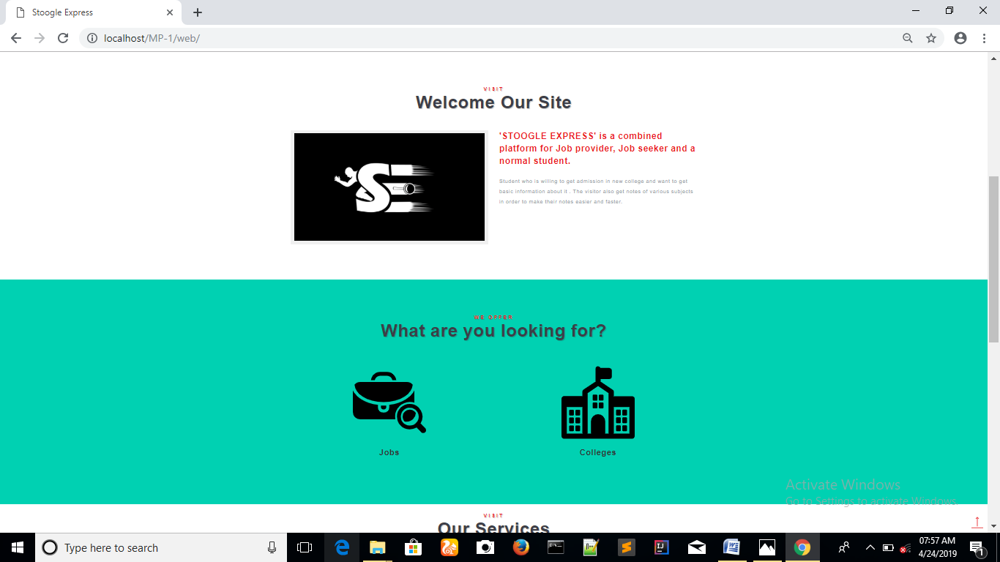 Stoogle Express
localhost/MP-1/web/
VISIT
Welcome Our Site
'STOOGLE EXPRESS' is a combined
platform for Job provider, Job seeker and a
normal student.
Student who is willing to get admission in new college and want to get
basic information about it . The visitor also get notes of various subjects
in order to make their notes easier and faster.
SE
WE OFFER
What are you looking for?
Jobs
Colleges
Activate Windows
Go to Settings to activate Windows.
VISIT
Our Services
Type here to search
07:57 AM
4/24/2019
1